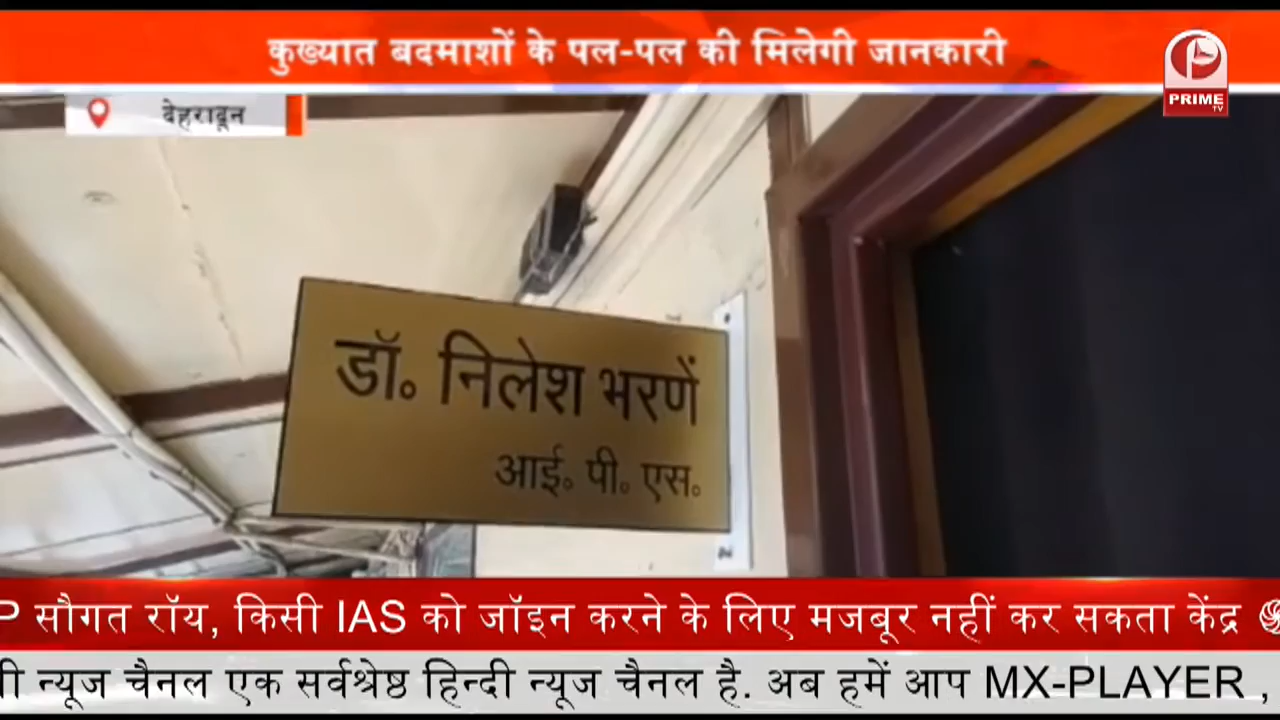 कुख्यात बदमाशों के पल-पल की मिलेगी जानकारी
PRIME
TV
देहरादून
डॉ. निलेश भरणें
आई. पी. एस.
P सौगत रॉय, किसी IAS को जॉइन करने के लिए मजबूर नहीं कर सकता केंद्र
न्यूज चैनल एक सर्वश्रेष्ठ हिन्दी न्यूज चैनल है. अब हमें आप MX-PLAYER ,